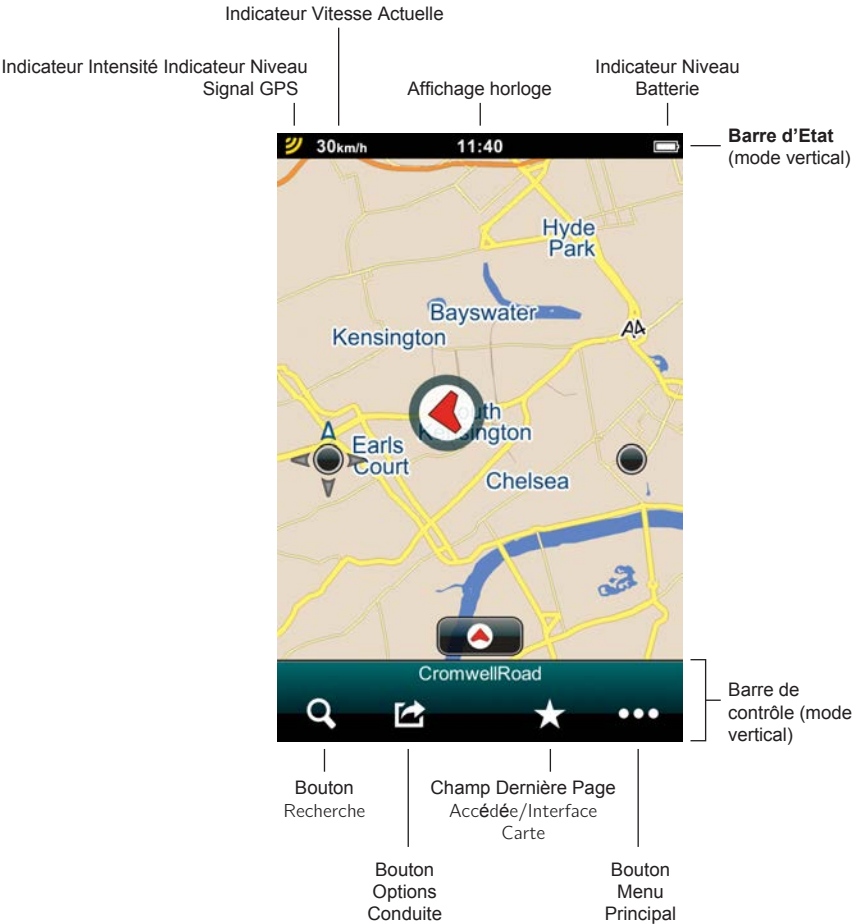 Indicateur Vitesse Actuelle
Indicateur Intensité Indicateur Niveau
Signal GPS
Affichage horloge
Indicateur Niveau
Batterie
30km/h
11:40
Barre d'Etat
(mode vertical)
Hyde
Park
Bayswater
A4
Kensington
uth
Kensington
Earls
Court
Chelsea
CromwellRoad
Barre de
contrôle (mode
vertical)
Bouton
Recherche
Champ Dernière Page
Accédée/Interface
Carte
Bouton
Options
Conduite
Bouton
Menu
Principal